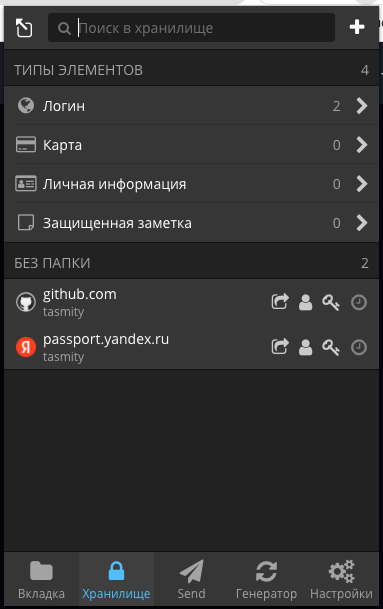 Поиск в хранилище
ТИПЫ ЭЛЕМЕНТОВ 4
Логин 2
Карта 0
Личная информация 0
Защищенная заметка 0
БЕЗ ПАПКИ 2
github.com
tasmity
Я passport.yandex.ru
tasmity
Вкладка Хранилище Send Генератор Настройки